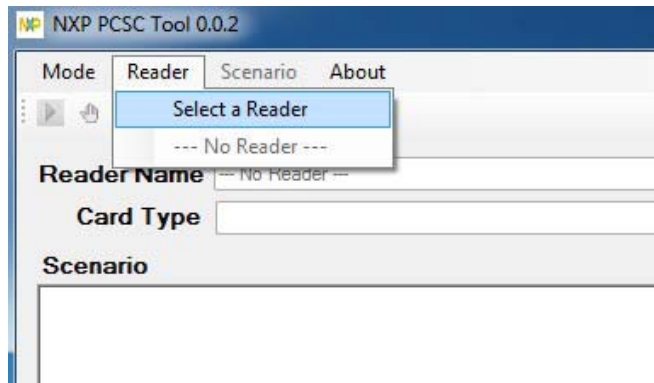 NXP NXP PCSC Tool 0.0.2
Mode Reader Scenario About
Select a Reader
--- No Reader ---
Reader Name --- No Reader ---
Card Type
Scenario